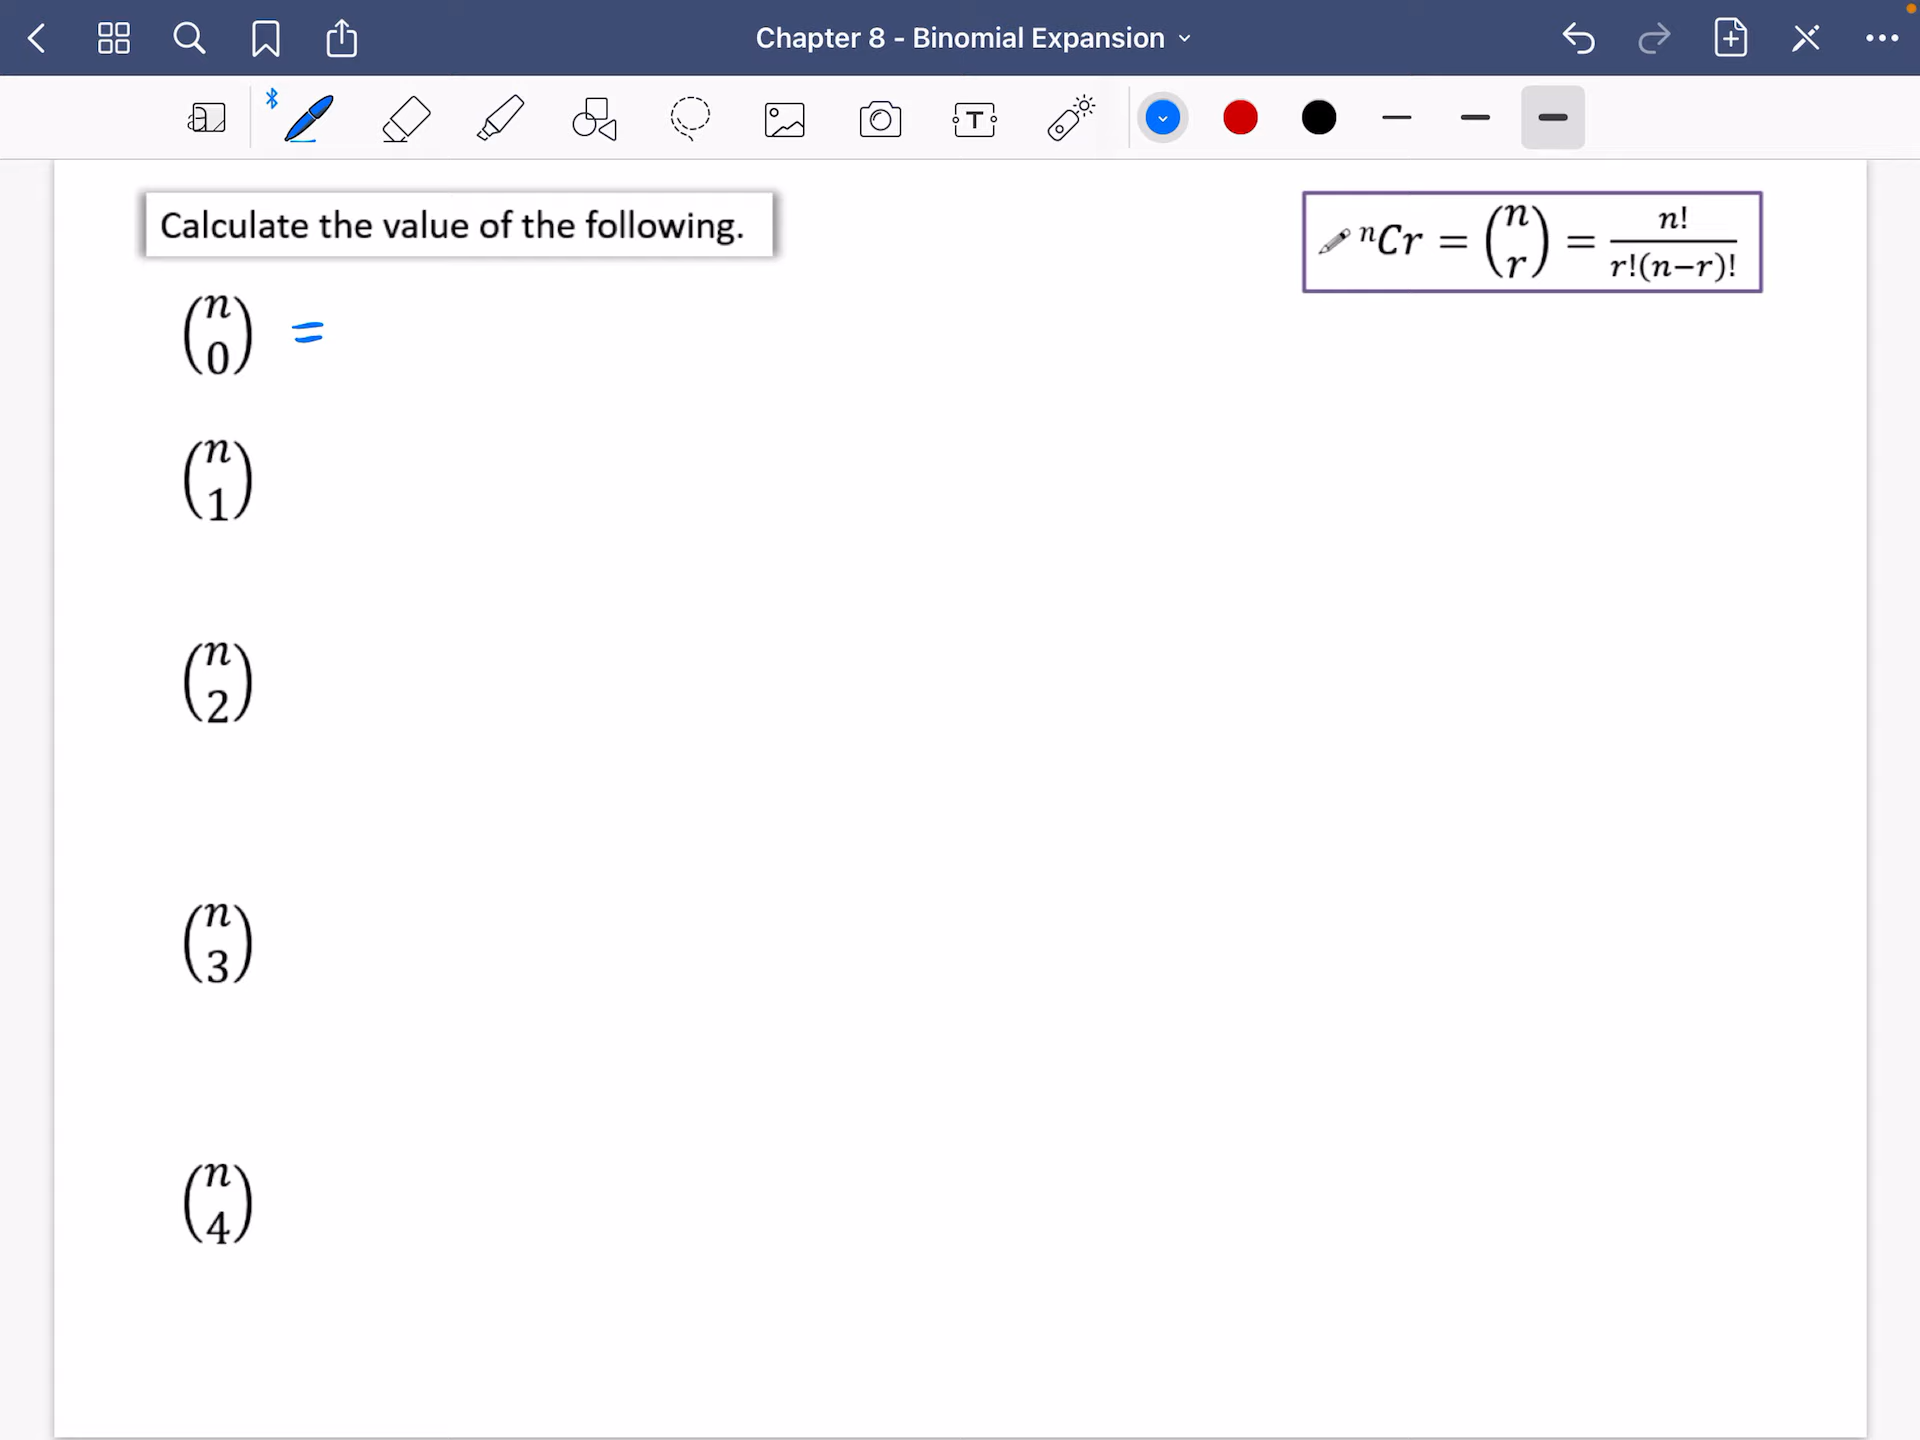 Chapter 8 - Binomial Expansion
Calculate the value of the following.
ⁿCr = (n r) = n! / r!(n−r)!
(n 0) =
(n 1)
(n 2)
(n 3)
(n 4)